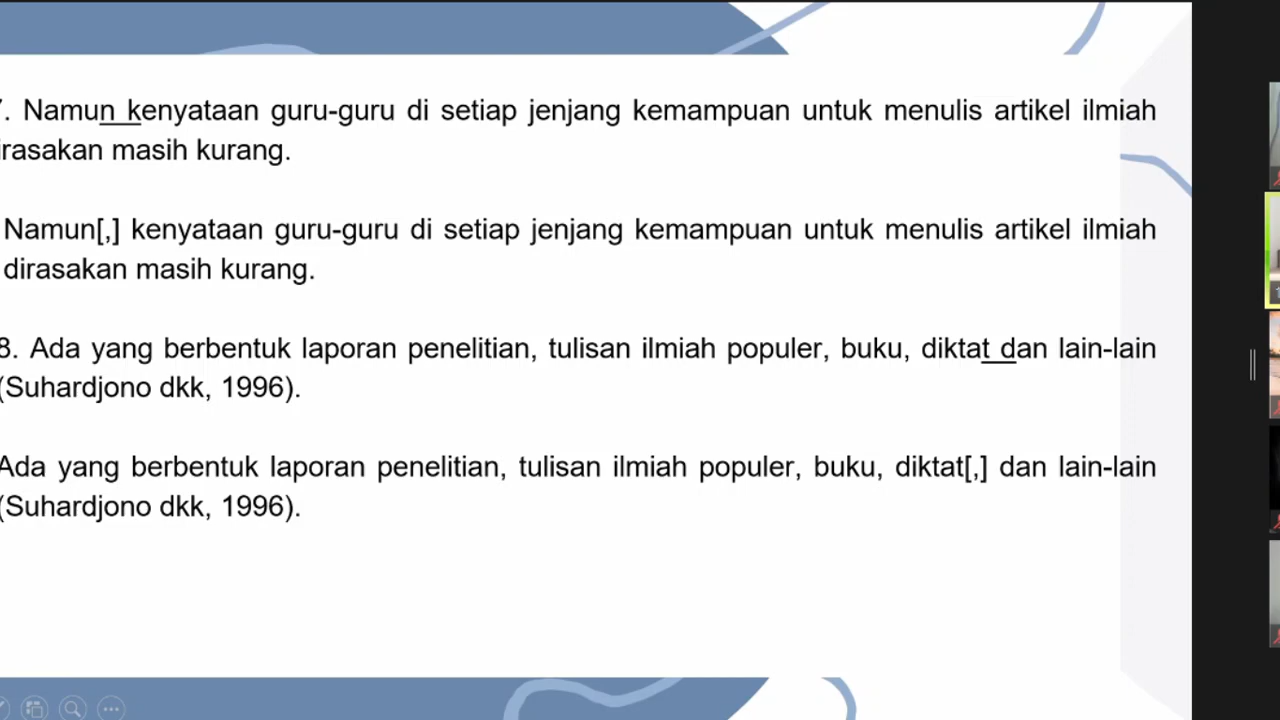 . Namun kenyataan guru-guru di setiap jenjang kemampuan untuk menulis artikel ilmiah
irasakan masih kurang.
Namun[,] kenyataan guru-guru di setiap jenjang kemampuan untuk menulis artikel ilmiah
dirasakan masih kurang.
8. Ada yang berbentuk laporan penelitian, tulisan ilmiah populer, buku, diktat dan lain-lain
(Suhardjono dkk, 1996).
Ada yang berbentuk laporan penelitian, tulisan ilmiah populer, buku, diktat[,] dan lain-lain
(Suhardjono dkk, 1996).